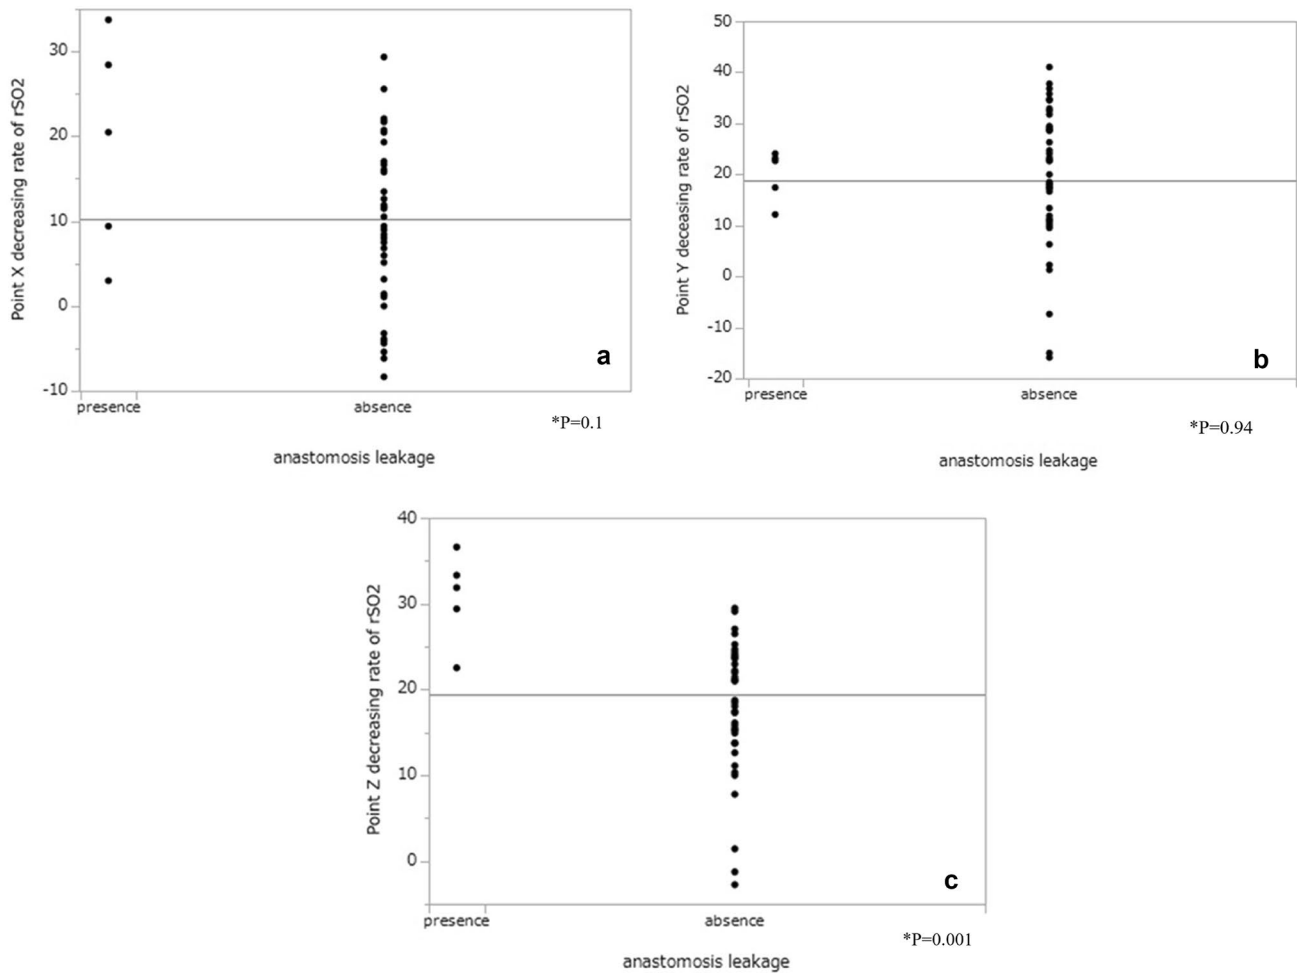 Point X decreasing rate of rSO2
30
20
10
0
-10
presence
absence
a
*P=0.1
anastomosis leakage
Point Y deceasing rate of rSO2
50
40
30
20
10
0
-10
-20
presence
absence
b
*P=0.94
anastomosis leakage
Point Z decreasing rate of rSO2
40
30
20
10
0
presence
absence
c
*P=0.001
anastomosis leakage